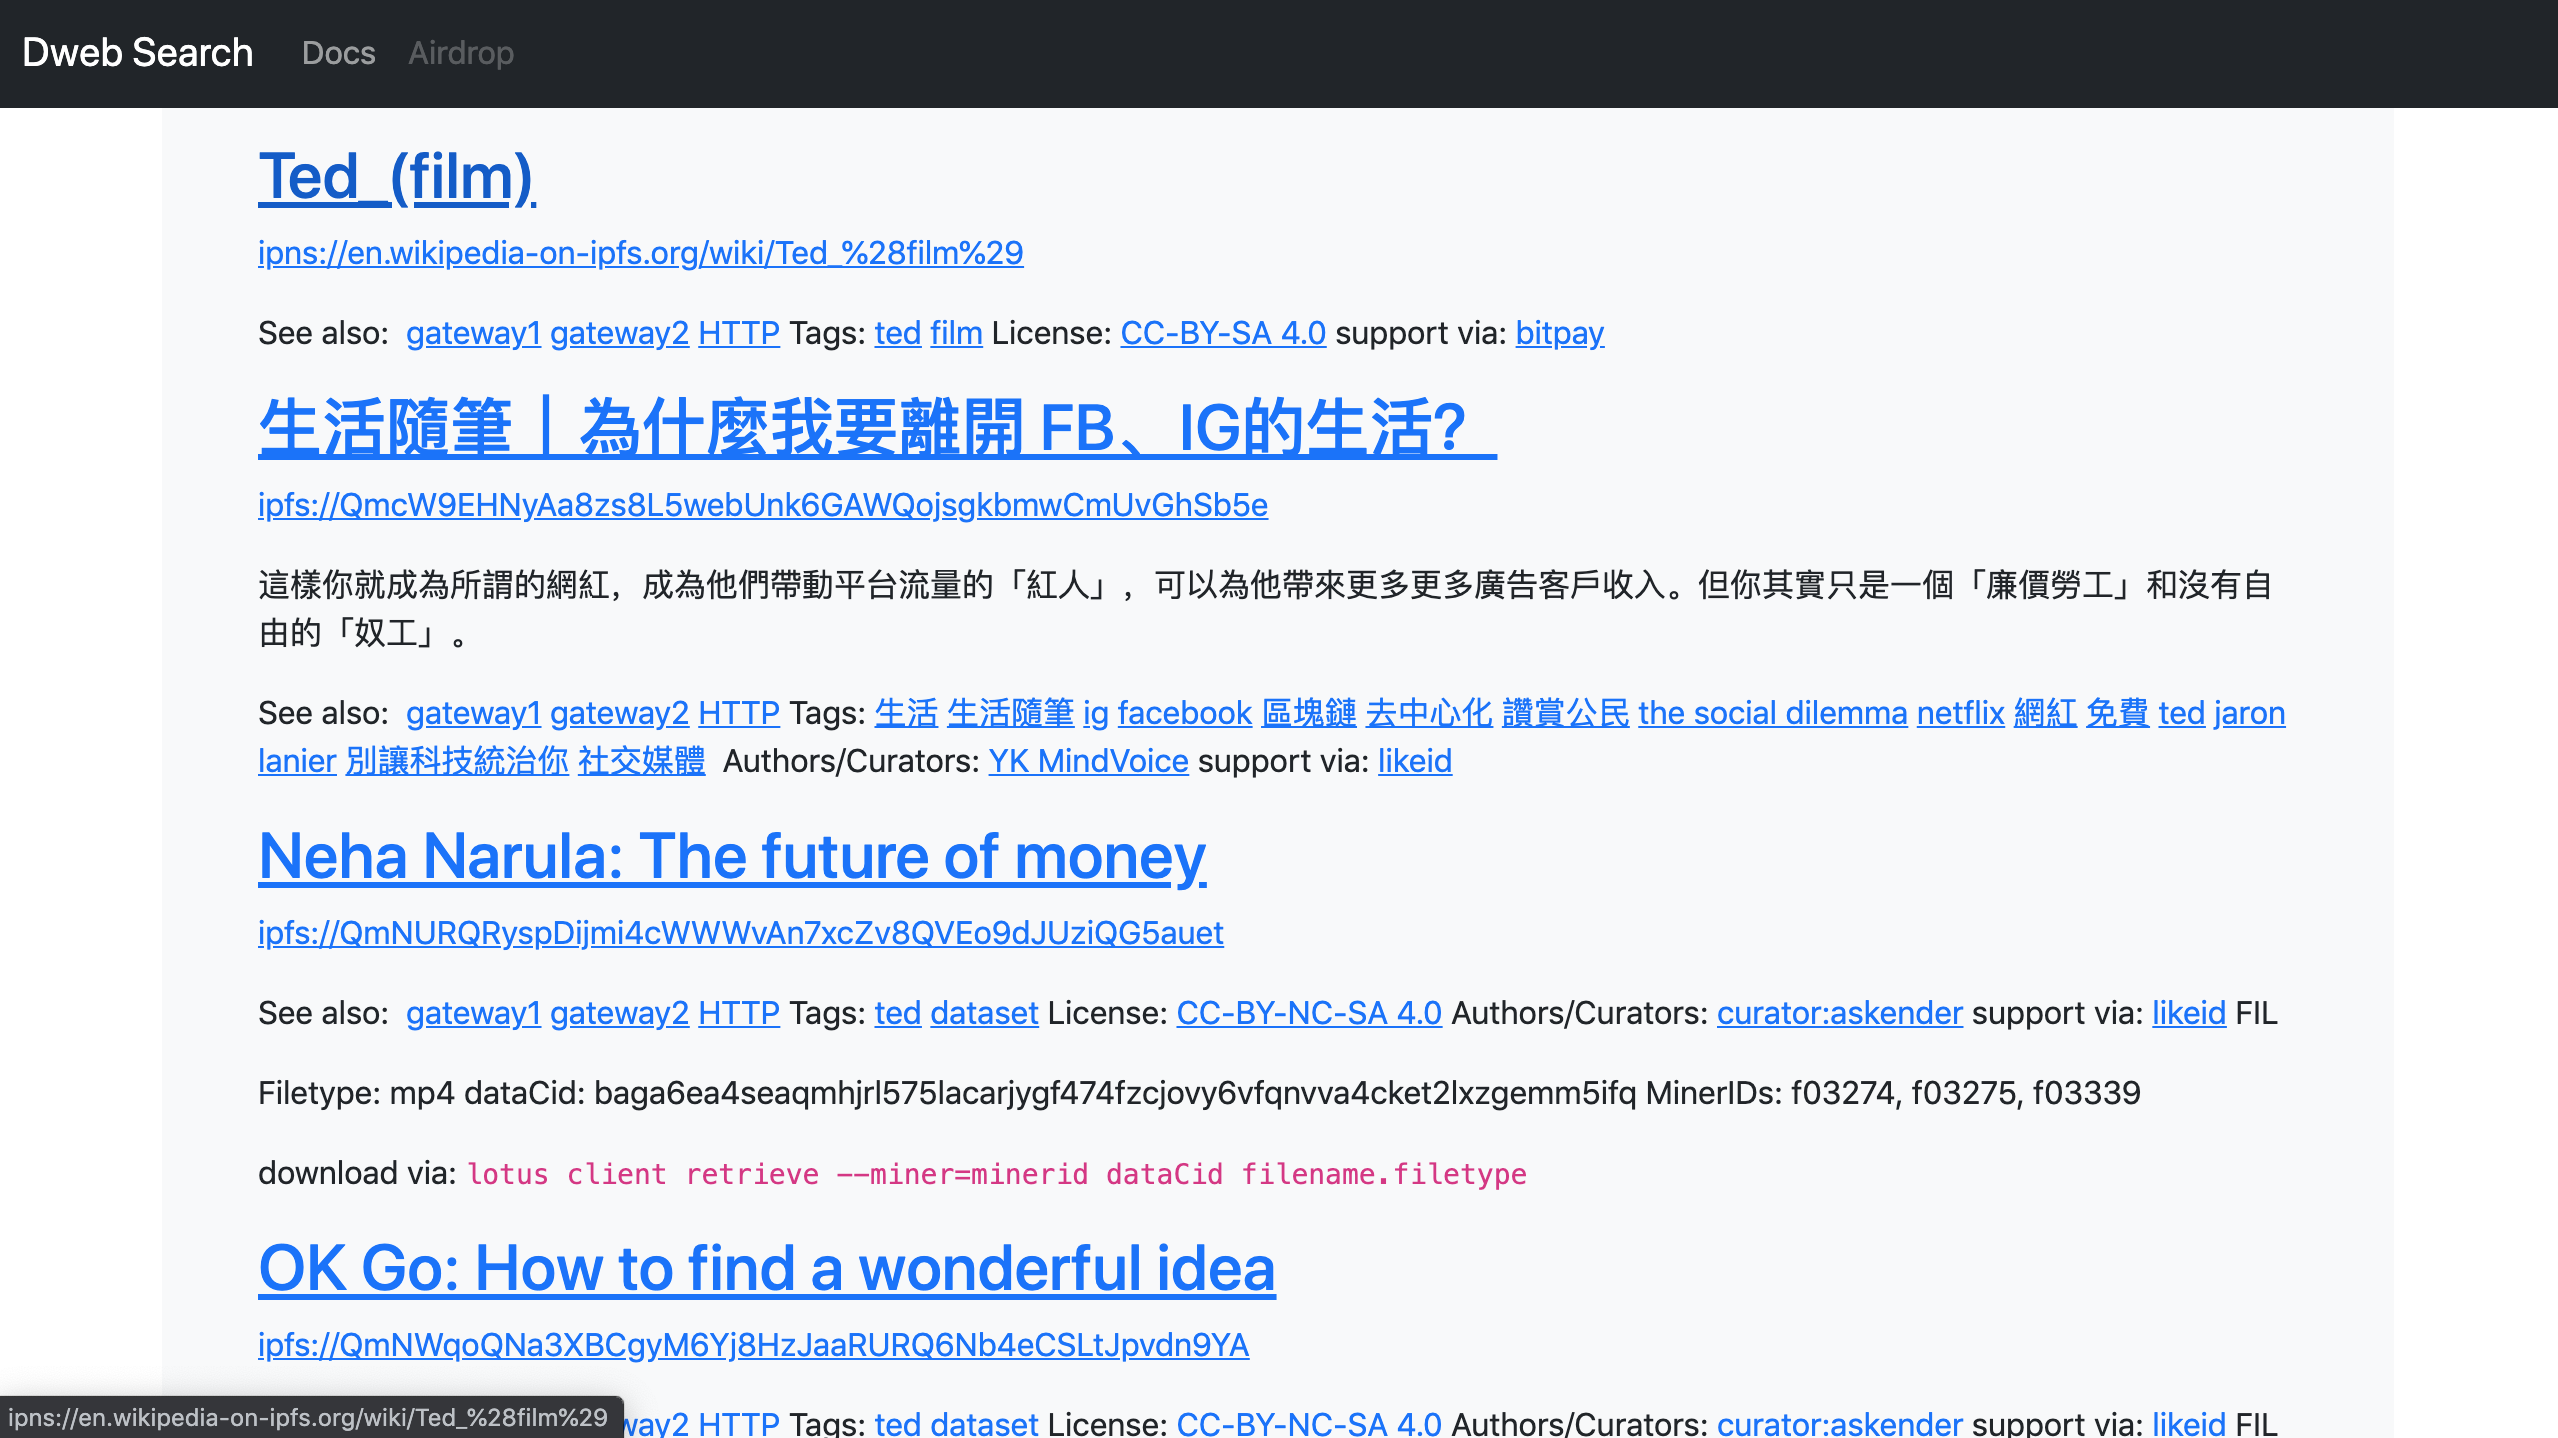 Dweb Search Docs Airdrop
Ted_(film)
ipns://en.wikipedia-on-ipfs.org/wiki/Ted_%28film%29
See also: gateway1 gateway2 HTTP Tags: ted film License: CC-BY-SA 4.0 support via: bitpay
生活隨筆｜為什麼我要離開 FB、IG的生活?
ipfs://QmcW9EHNyAa8zs8L5webUnk6GAWQojsgkbmwCmUvGhSb5e
這樣你就成為所謂的網紅，成為他們帶動平台流量的「紅人」，可以為他帶來更多更多廣告客戶收入。但你其實只是一個「廉價勞工」和沒有自
由的「奴工」。
See also: gateway1 gateway2 HTTP Tags: 生活 生活隨筆 ig facebook 區塊鏈 去中心化 讚賞公民 the social dilemma netflix 網紅 免費 ted jaron
lanier 別讓科技統治你 社交媒體 Authors/Curators: YK MindVoice support via: likeid
Neha Narula: The future of money
ipfs://QmNURQRyspDijmi4cWWWvAn7xcZv8QVEo9dJUziQG5auet
See also: gateway1 gateway2 HTTP Tags: ted dataset License: CC-BY-NC-SA 4.0 Authors/Curators: curator:askender support via: likeid FIL
Filetype: mp4 dataCid: baga6ea4seaqmhjrl575lacarjygf474fzcjovy6vfqnvva4cket2lxzgemm5ifq MinerIDs: f03274, f03275, f03339
download via: lotus client retrieve --miner=minerid dataCid filename.filetype
OK Go: How to find a wonderful idea
ipfs://QmNWqoQNa3XBCgyM6Yj8HzJaaRURQ6Nb4eCSLtJpvdn9YA
way2 HTTP Tags: ted dataset License: CC-BY-NC-SA 4.0 Authors/Curators: curator:askender support via: likeid FIL
ipns://en.wikipedia-on-ipfs.org/wiki/Ted_%28film%29